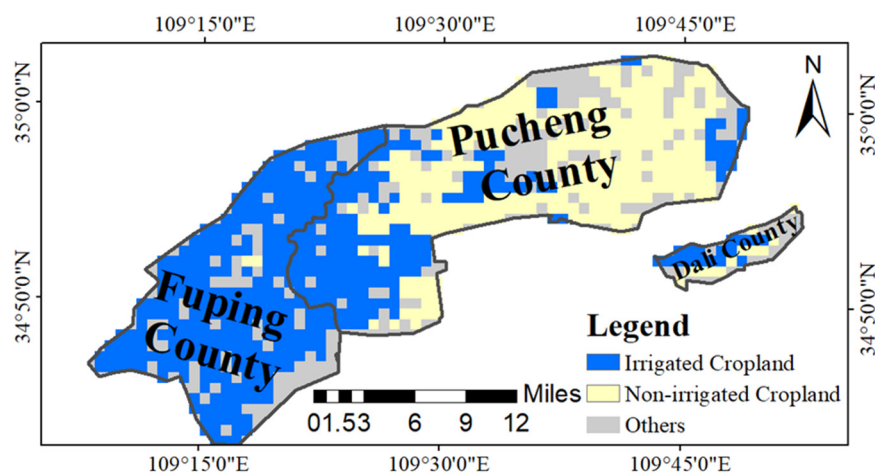 109°15'0"E 109°30'0"E 109°45'0"E
N
35°0'0"N
35°0'0"N
Pucheng
County
Dali County
Fuping
County
34°50'0"N
34°50'0"N
Legend
Irrigated Cropland
Non-irrigated Cropland
Others
Miles
01.53 6 9 12
109°15'0"E 109°30'0"E 109°45'0"E